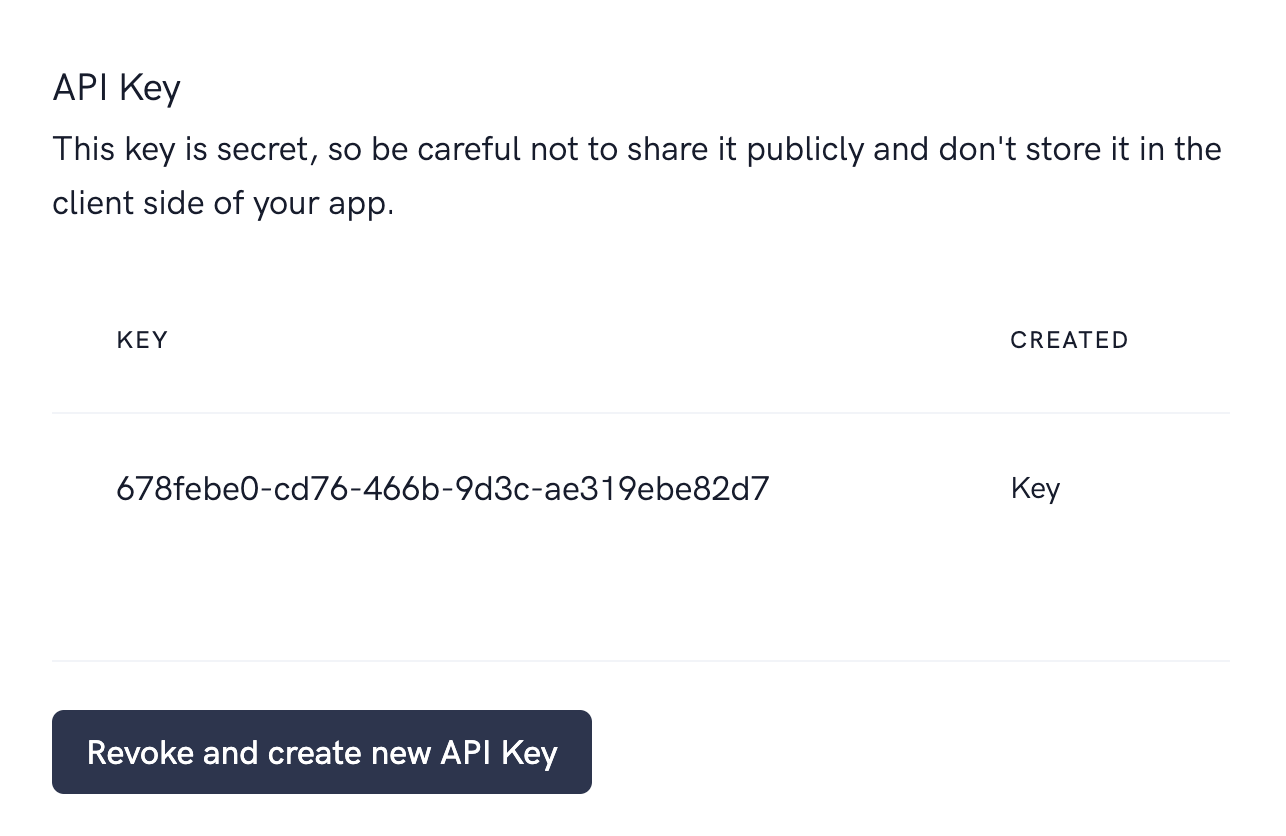 API Key
This key is secret, so be careful not to share it publicly and don't store it in the
client side of your app.
KEY CREATED
678febe0-cd76-466b-9d3c-ae319ebe82d7 Key
Revoke and create new API Key